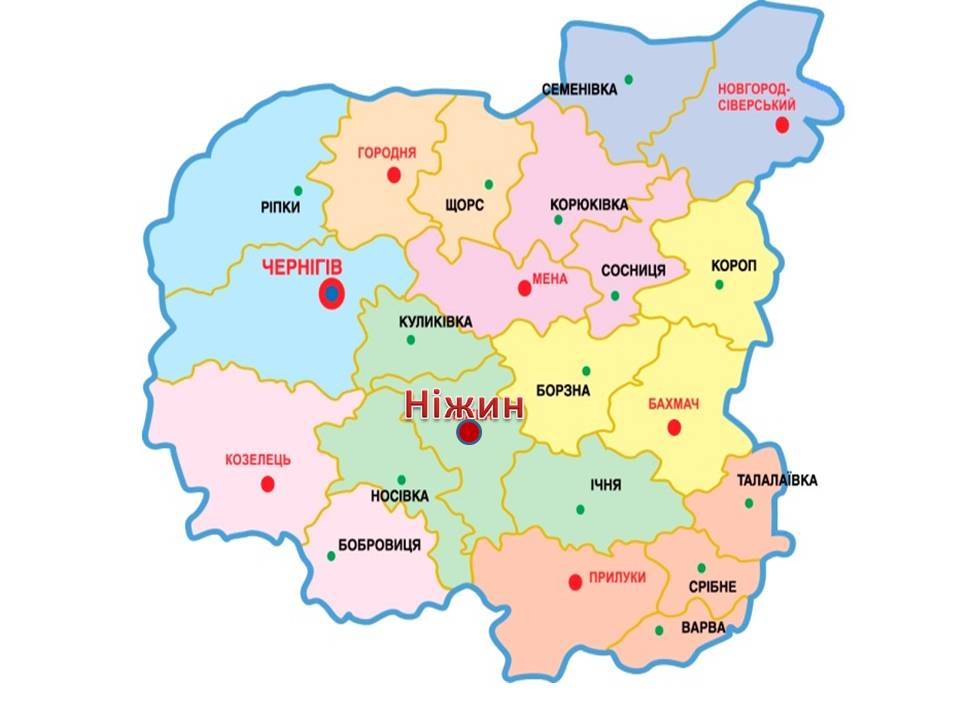 СЕМЕНІВКА
НОВГОРОД-
СІВЕРСЬКИЙ
ГОРОДНЯ
РІПКИ
ЩОРС
КОРЮКІВКА
ЧЕРНІГІВ
МЕНА
СОСНИЦЯ
КОРОП
КУЛИКІВКА
БОРЗНА
Ніжин
БАХМАЧ
КОЗЕЛЕЦЬ
НОСІВКА
ІЧНЯ
ТАЛАЛАЇВКА
БОБРОВИЦЯ
ПРИЛУКИ
СРІБНЕ
ВАРВА